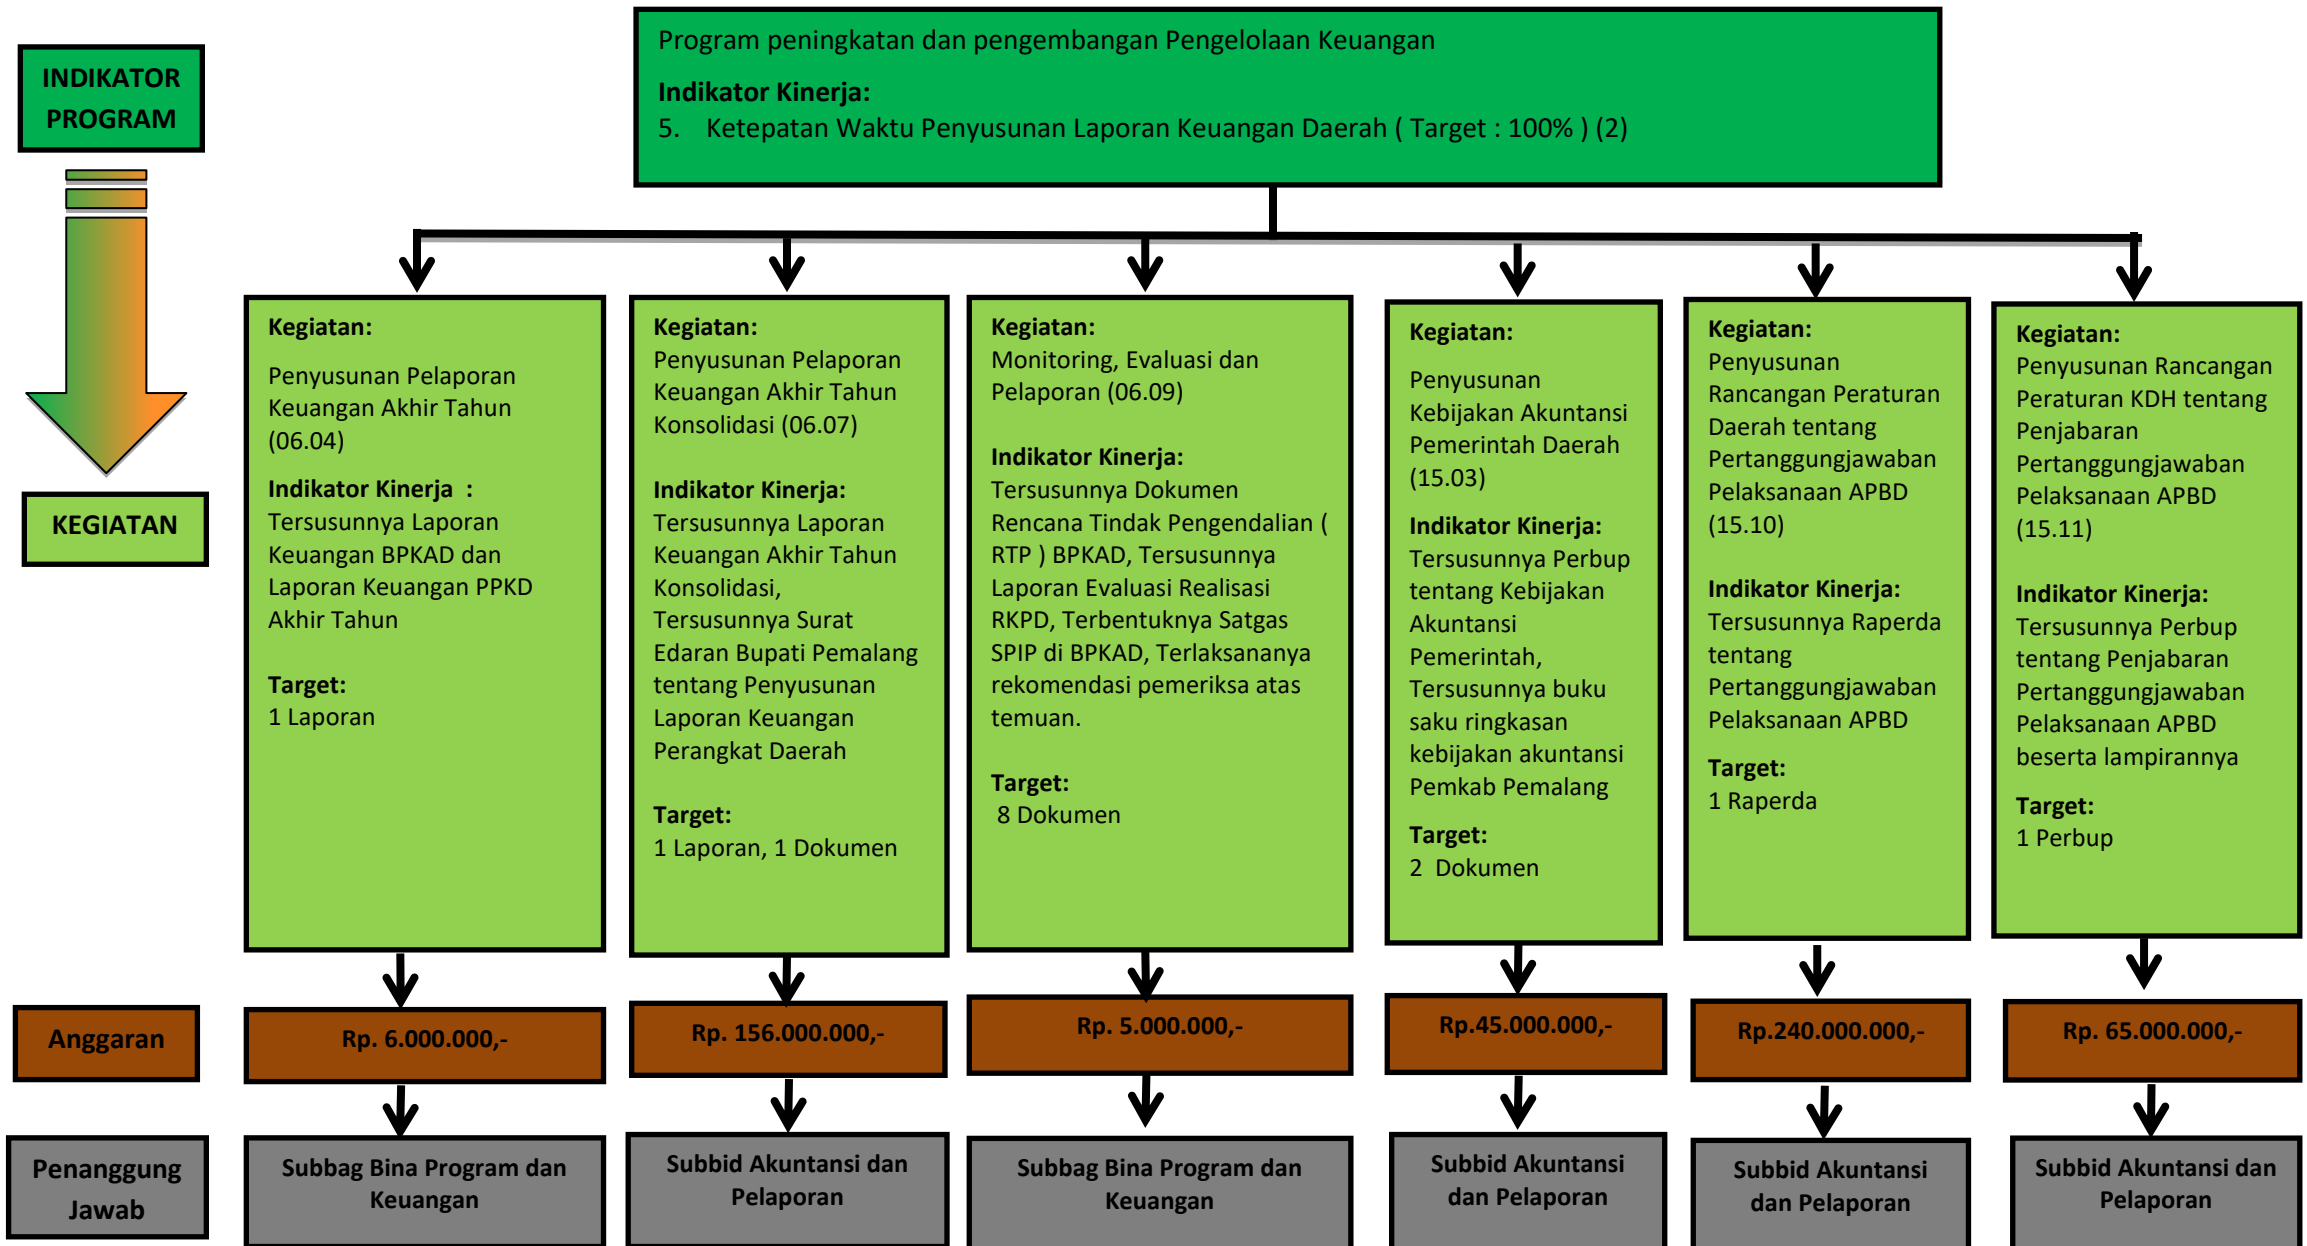 INDIKATOR
PROGRAM
Program peningkatan dan pengembangan Pengelolaan Keuangan
Indikator Kinerja:
5. Ketepatan Waktu Penyusunan Laporan Keuangan Daerah ( Target : 100% ) (2)
KEGIATAN
Kegiatan:
Penyusunan Pelaporan
Keuangan Akhir Tahun
(06.04)
Indikator Kinerja :
Tersusunnya Laporan
Keuangan BPKAD dan
Laporan Keuangan PPKD
Akhir Tahun
Target:
1 Laporan
Kegiatan:
Penyusunan Pelaporan
Keuangan Akhir Tahun
Konsolidasi (06.07)
Indikator Kinerja:
Tersusunnya Laporan
Keuangan Akhir Tahun
Konsolidasi,
Tersusunnya Surat
Edaran Bupati Pemalang
tentang Penyusunan
Laporan Keuangan
Perangkat Daerah
Target:
1 Laporan, 1 Dokumen
Kegiatan:
Monitoring, Evaluasi dan
Pelaporan (06.09)
Indikator Kinerja:
Tersusunnya Dokumen
Rencana Tindak Pengendalian (
RTP ) BPKAD, Tersusunnya
Laporan Evaluasi Realisasi
RKPD, Terbentuknya Satgas
SPIP di BPKAD, Terlaksananya
rekomendasi pemeriksa atas
temuan.
Target:
8 Dokumen
Kegiatan:
Penyusunan
Kebijakan Akuntansi
Pemerintah Daerah
(15.03)
Indikator Kinerja:
Tersusunnya Perbup
tentang Kebijakan
Akuntansi
Pemerintah,
Tersusunnya buku
saku ringkasan
kebijakan akuntansi
Pemkab Pemalang
Target:
2 Dokumen
Kegiatan:
Penyusunan
Rancangan Peraturan
Daerah tentang
Pertanggungjawaban
Pelaksanaan APBD
(15.10)
Indikator Kinerja:
Tersusunnya Raperda
tentang
Pertanggungjawaban
Pelaksanaan APBD
Target:
1 Raperda
Kegiatan:
Penyusunan Rancangan
Peraturan KDH tentang
Penjabaran
Pertanggungjawaban
Pelaksanaan APBD
(15.11)
Indikator Kinerja:
Tersusunnya Perbup
tentang Penjabaran
Pertanggungjawaban
Pelaksanaan APBD
beserta lampirannya
Target:
1 Perbup
Anggaran
Rp. 6.000.000,-
Rp. 156.000.000,-
Rp. 5.000.000,-
Rp.45.000.000,-
Rp.240.000.000,-
Rp. 65.000.000,-
Penanggung
Jawab
Subbag Bina Program dan
Keuangan
Subbid Akuntansi dan
Pelaporan
Subbag Bina Program dan
Keuangan
Subbid Akuntansi
dan Pelaporan
Subbid Akuntansi
dan Pelaporan
Subbid Akuntansi dan
Pelaporan